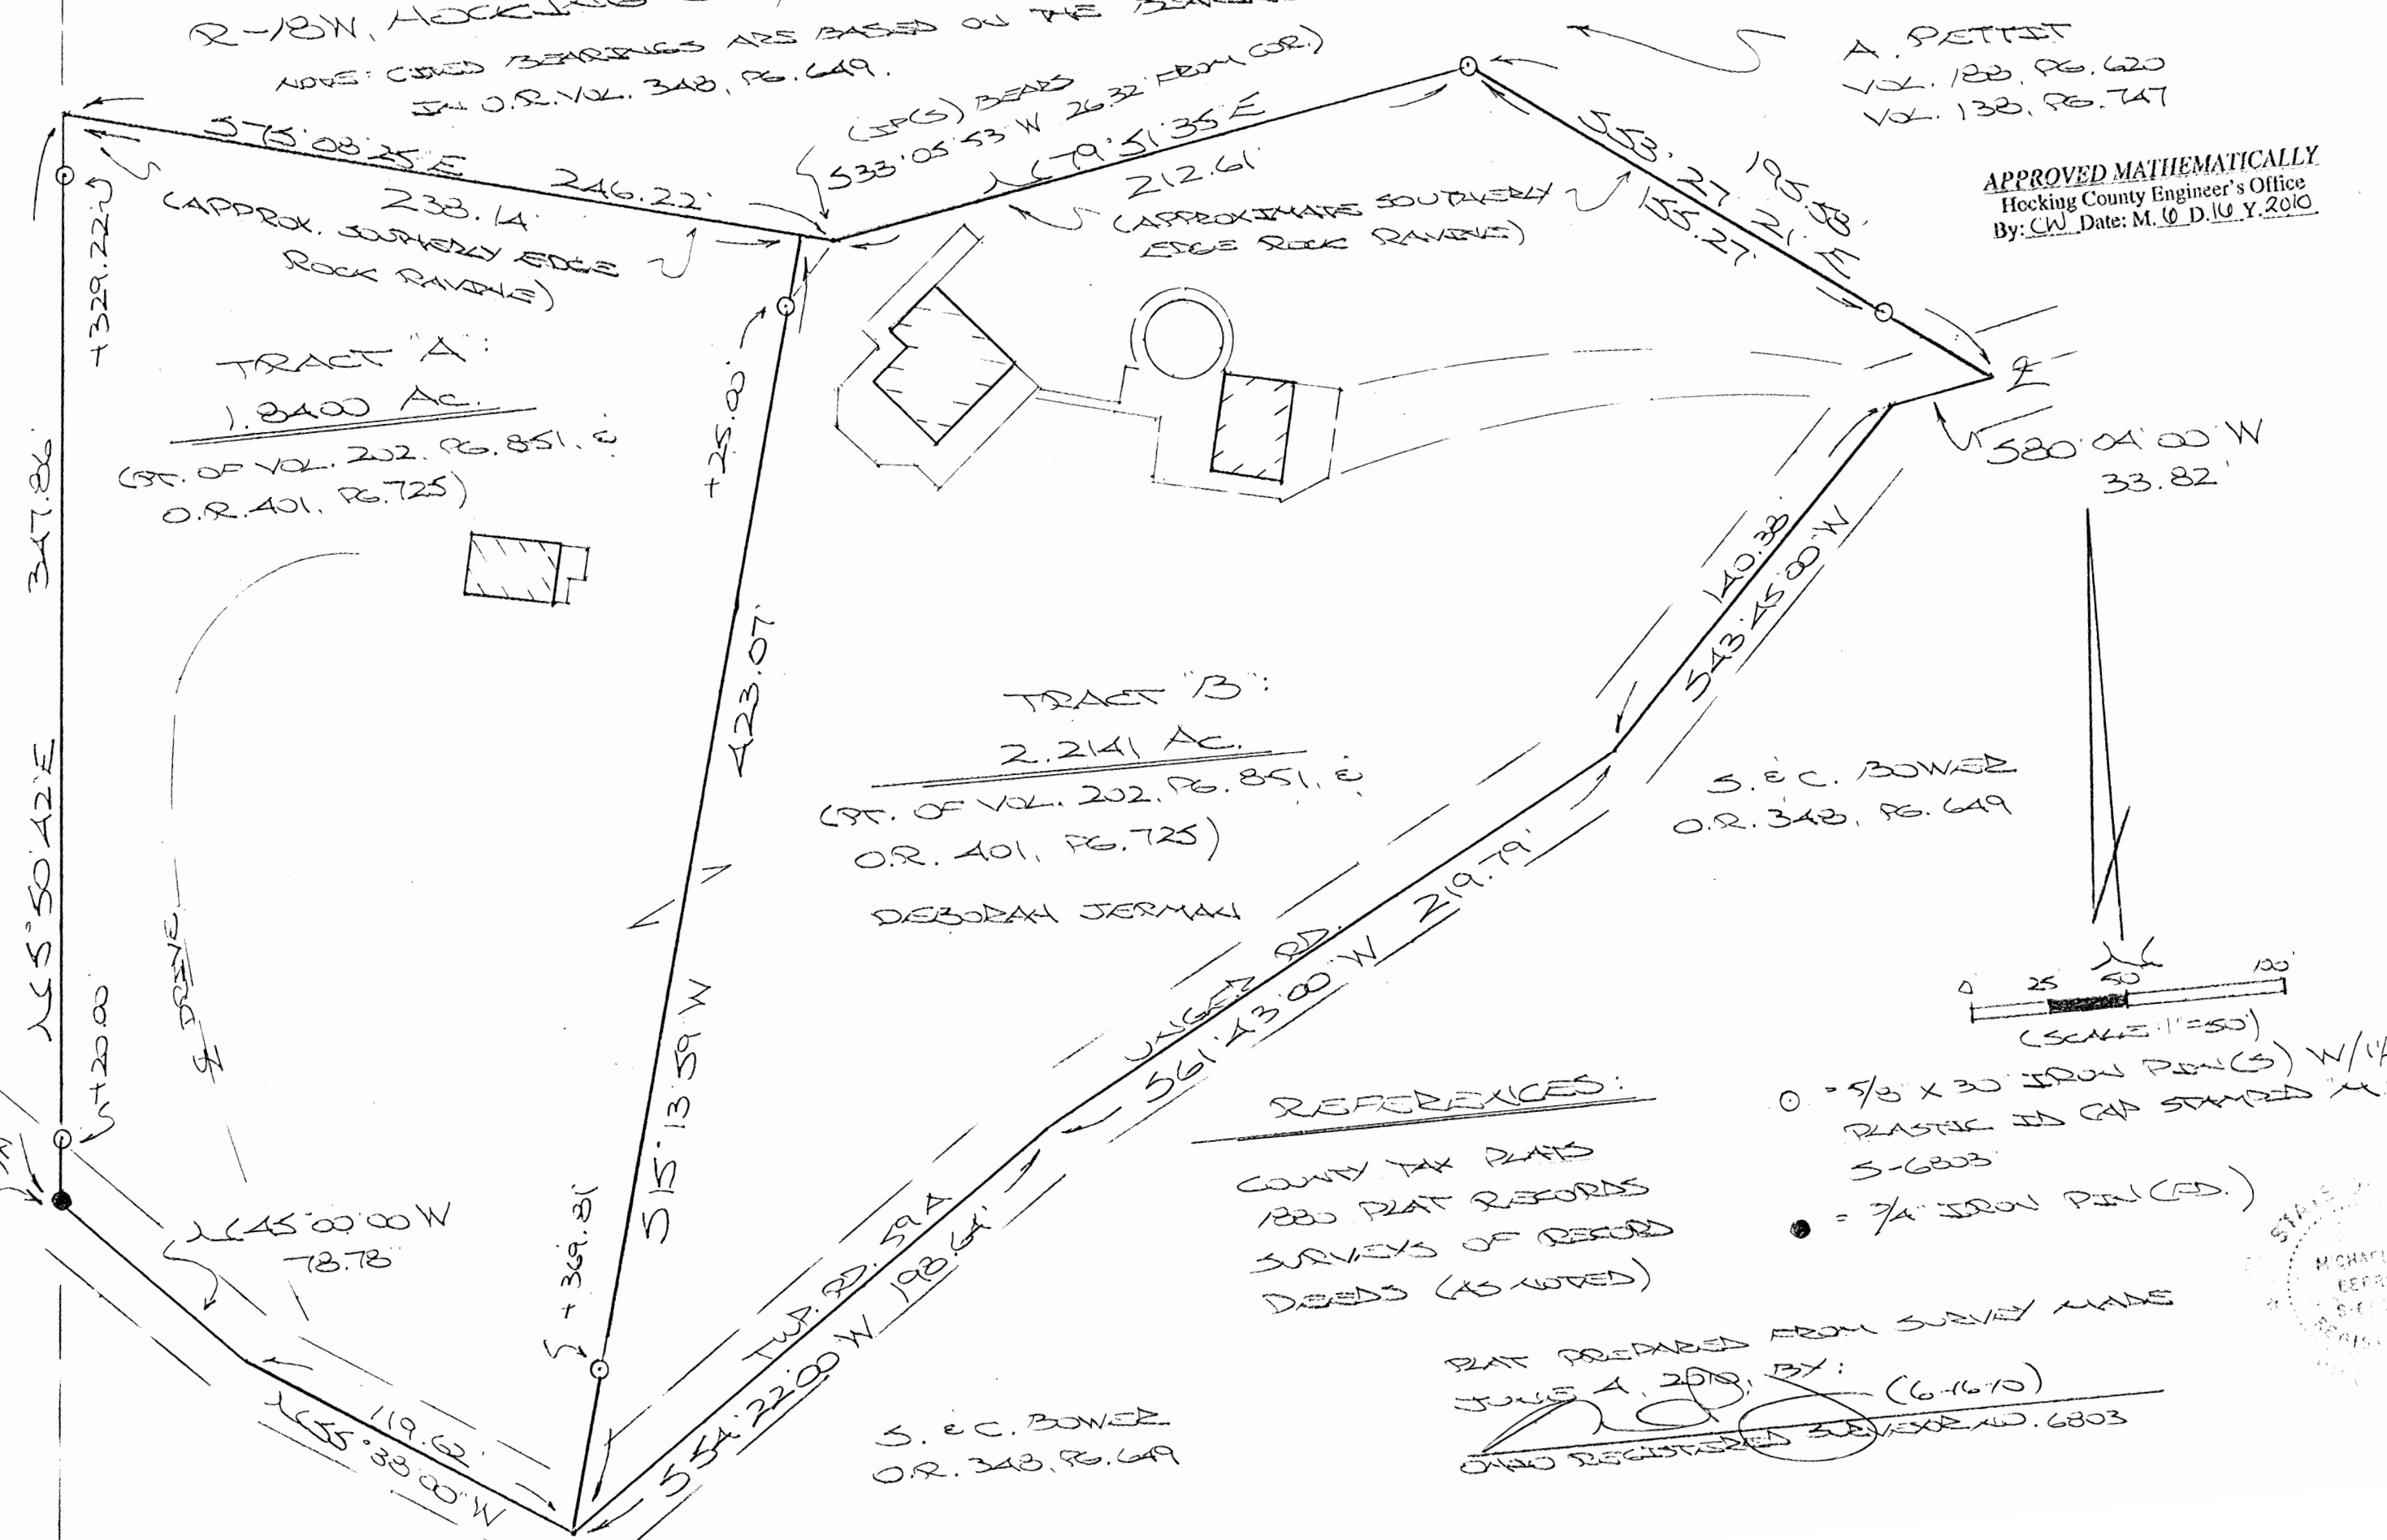 R-18W, HOCKING
NOTE: CITED BEARINGS ARE BASED ON THE
IN O.R. VOL. 348, PG. 649.
(IP(S) BEARS
S33°05'53"W 26.32' FROM COR.)
A. PETTIT
VOL. 188, PG. 620
VOL. 138, PG. 747
APPROVED MATHEMATICALLY
Hocking County Engineer's Office
By: CW Date: M. 6 D. 16 Y. 2010
S75°08'25"E 246.22'
238.14'
(APPROX. SOUTHERLY EDGE
ROCK RAVINE)
N79°51'35"E
212.61'
(APPROXIMATE SOUTHERLY
EDGE ROCK RAVINE)
S53°27'21"E
195.58'
155.27'
+329.22'
TRACT "A":
1.8400 Ac.
(PT. OF VOL. 202, PG. 851, &
O.R. 401, PG. 725)
+25.00'
℄
S80°04'00"W
33.82'
347.86'
N5°50'42"E
+20.00'
℄ DRIVE
423.07'
S15°13'59"W
+369.81'
TRACT "B":
2.2141 Ac.
(PT. OF VOL. 202, PG. 851, &
O.R. 401, PG. 725)
DEBORAH JERMAN
140.38'
S43°45'00"W
S. & C. BOWER
O.R. 348, PG. 649
UNGER RD.
S61°43'00"W 219.79'
TWP. RD. 59A
S54°22'00"W 198.64'
N45°00'00"W
78.78'
119.62'
N55°38'00"W
S. & C. BOWER
O.R. 348, PG. 649
N
0 25 50 100'
(SCALE: 1"=50')
REFERENCES:
COUNTY TAX PLATS
1880 PLAT RECORDS
SURVEYS OF RECORD
DEEDS (AS NOTED)
= 5/8" X 30" IRON PIN(S) W/
PLASTIC ID CAP STAMPED
S-6803
= 3/4" IRON PIN (FD.)
PLAT PREPARED FROM SURVEY MADE
JUNE 4, 2010, BY:
(6-16-10)
OHIO REGISTERED SURVEYOR NO. 6803